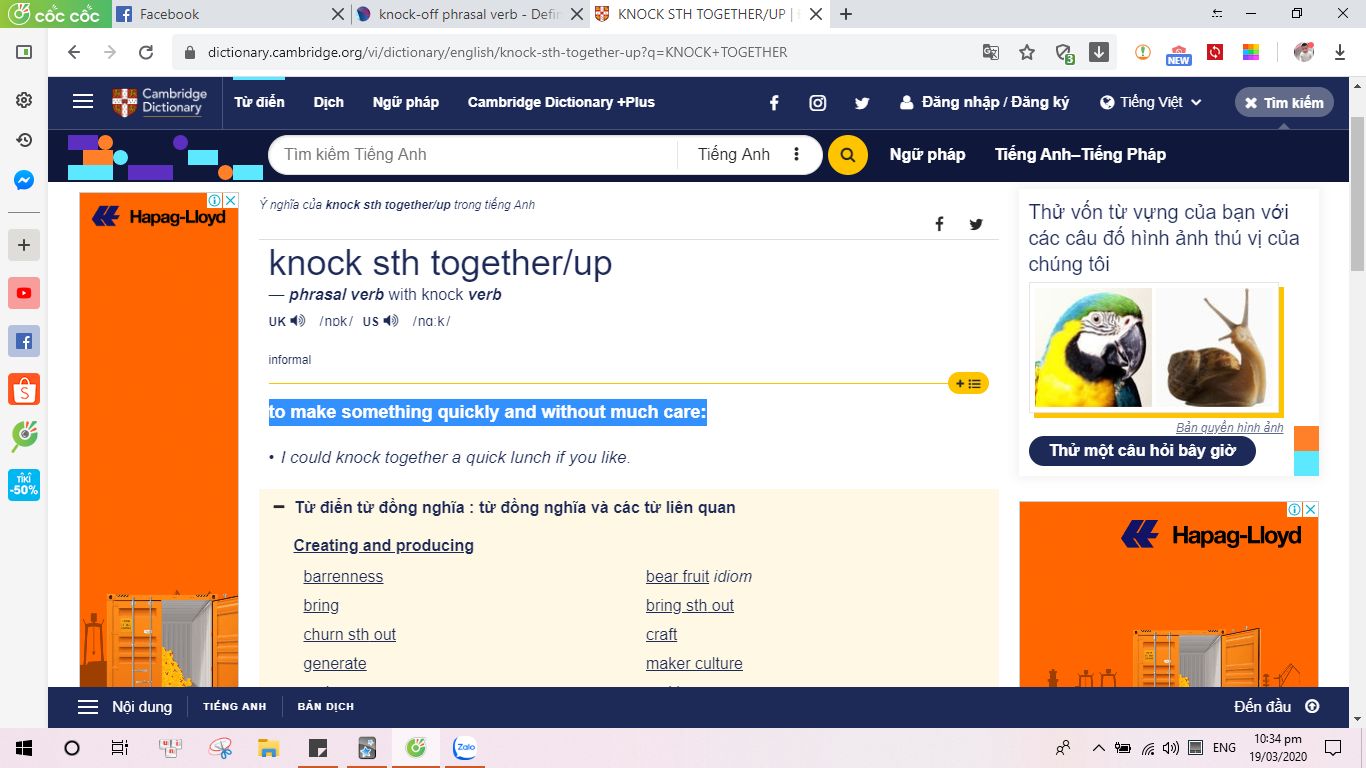 CỐC CỐC
Facebook
knock-off phrasal verb - Defin
KNOCK STH TOGETHER/UP |
dictionary.cambridge.org/vi/dictionary/english/knock-sth-together-up?q=KNOCK+TOGETHER
3
NEW
Cambridge
Dictionary
Từ điển
Dịch
Ngữ pháp
Cambridge Dictionary +Plus
Đăng nhập / Đăng ký
Tiếng Việt
Tìm kiếm
Tìm kiếm Tiếng Anh
Tiếng Anh
Ngữ pháp
Tiếng Anh–Tiếng Pháp
Hapag-Lloyd
Ý nghĩa của knock sth together/up trong tiếng Anh
knock sth together/up
— phrasal verb with knock verb
UK /nɒk/ US /nɑːk/
informal
to make something quickly and without much care:
• I could knock together a quick lunch if you like.
Từ điển từ đồng nghĩa : từ đồng nghĩa và các từ liên quan
Creating and producing
barrenness
bear fruit idiom
bring
bring sth out
churn sth out
craft
generate
maker culture
Thử vốn từ vựng của bạn với
các câu đố hình ảnh thú vị của
chúng tôi
Bản quyền hình ảnh
Thử một câu hỏi bây giờ
Hapag-Lloyd
TIKI
-50%
Nội dung
TIẾNG ANH
BẢN DỊCH
Đến đầu
Zalo
ENG
10:34 pm
19/03/2020